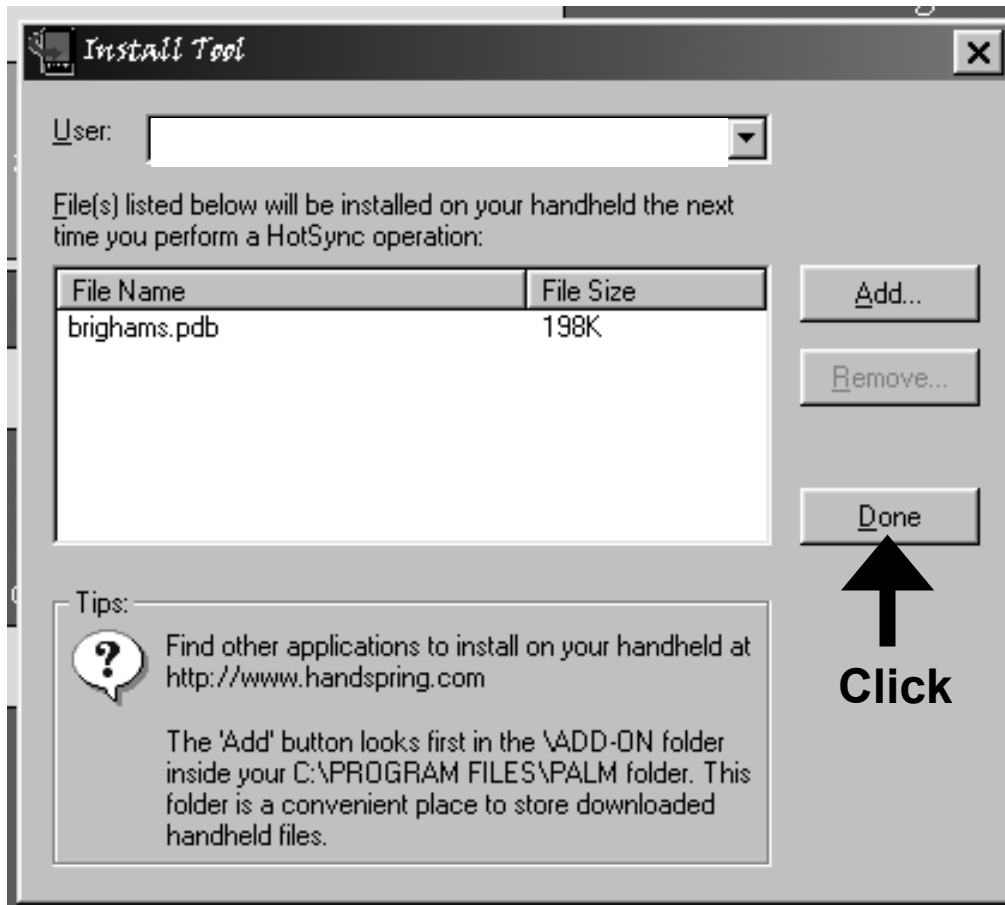 Install Tool
User:
File(s) listed below will be installed on your handheld the next
time you perform a HotSync operation:
File Name File Size
brighams.pdb 198K
Add...
Remove...
Done
Click
Tips:
?
Find other applications to install on your handheld at
http://www.handspring.com
The 'Add' button looks first in the \ADD-ON folder
inside your C:\PROGRAM FILES\PALM folder. This
folder is a convenient place to store downloaded
handheld files.